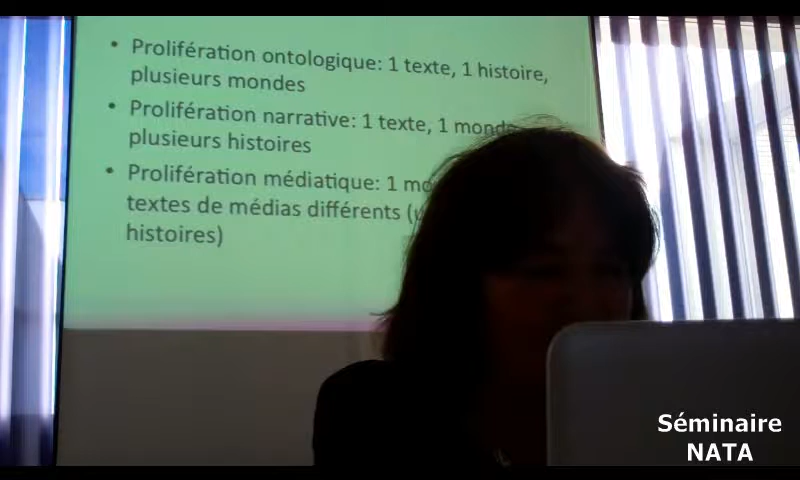 • Prolifération ontologique: 1 texte, 1 histoire,
plusieurs mondes
• Prolifération narrative: 1 texte, 1 monde
plusieurs histoires
• Prolifération médiatique: 1
textes de médias différents (
histoires)
Séminaire
NATA